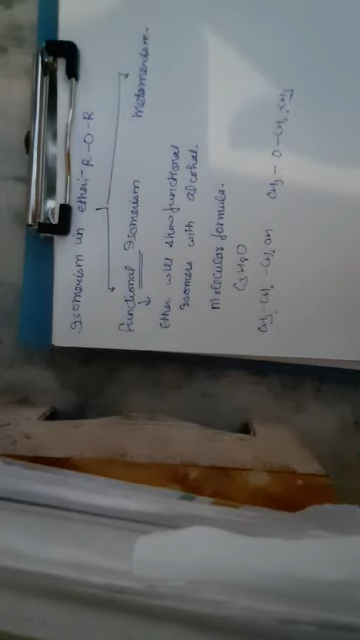 Isomerism in ether:- R-O-R
Functional Isomerism Metamerism.
Ether will show functional
Isomers with alcohol.
Molecular formula.
C3H8O
CH3-CH2-CH2OH CH3-O-CH2-CH3